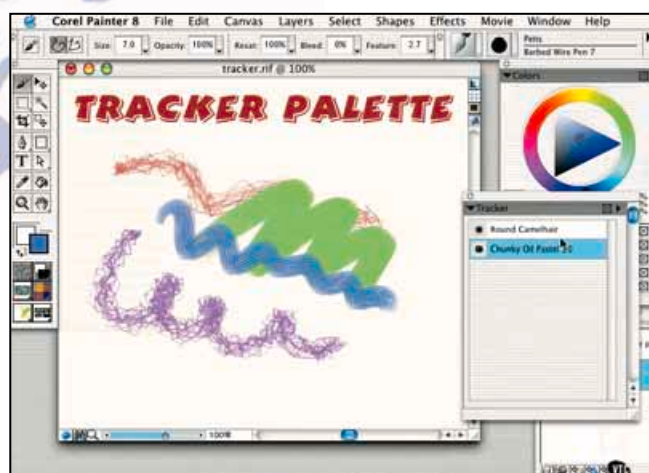 Corel Painter 8 File Edit Canvas Layers Select Shapes Effects Movie Window Help
Size: 7.0 Opacity: 100% Resat: 100% Bleed: 0% Feature: 2.7
Pens
Barbed Wire Pen 7
tracker.rif @ 100%
Colors
TRACKER PALETTE
Tracker
Round Camelhair
Chunky Oil Pastel 30
100%